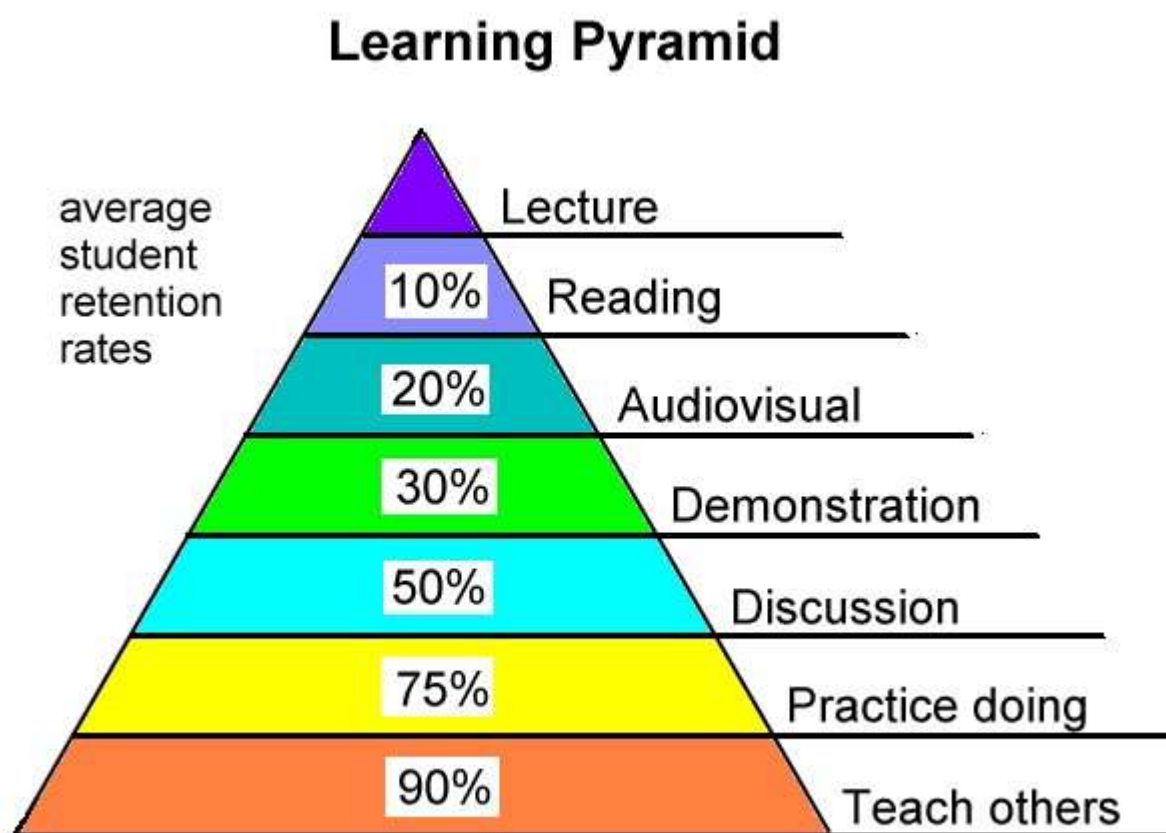 Learning Pyramid
average
student
retention
rates
Lecture
10% Reading
20% Audiovisual
30% Demonstration
50% Discussion
75% Practice doing
90% Teach others